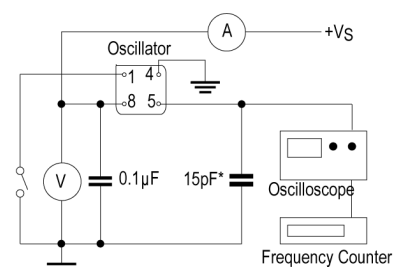 A
+VS
Oscillator
1 4
8 5
V
0.1µF
15pF*
Oscilloscope
Frequency Counter